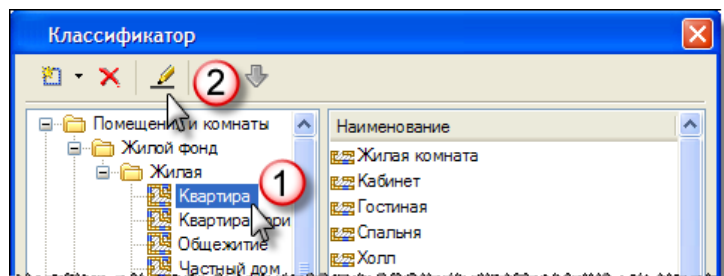 Классификатор
2
Помещения и комнаты
Жилой фонд
Жилая
Квартира
1
Квартира
Общежитие
Частный дом
Наименование
Жилая комната
Кабинет
Гостиная
Спальня
Холл